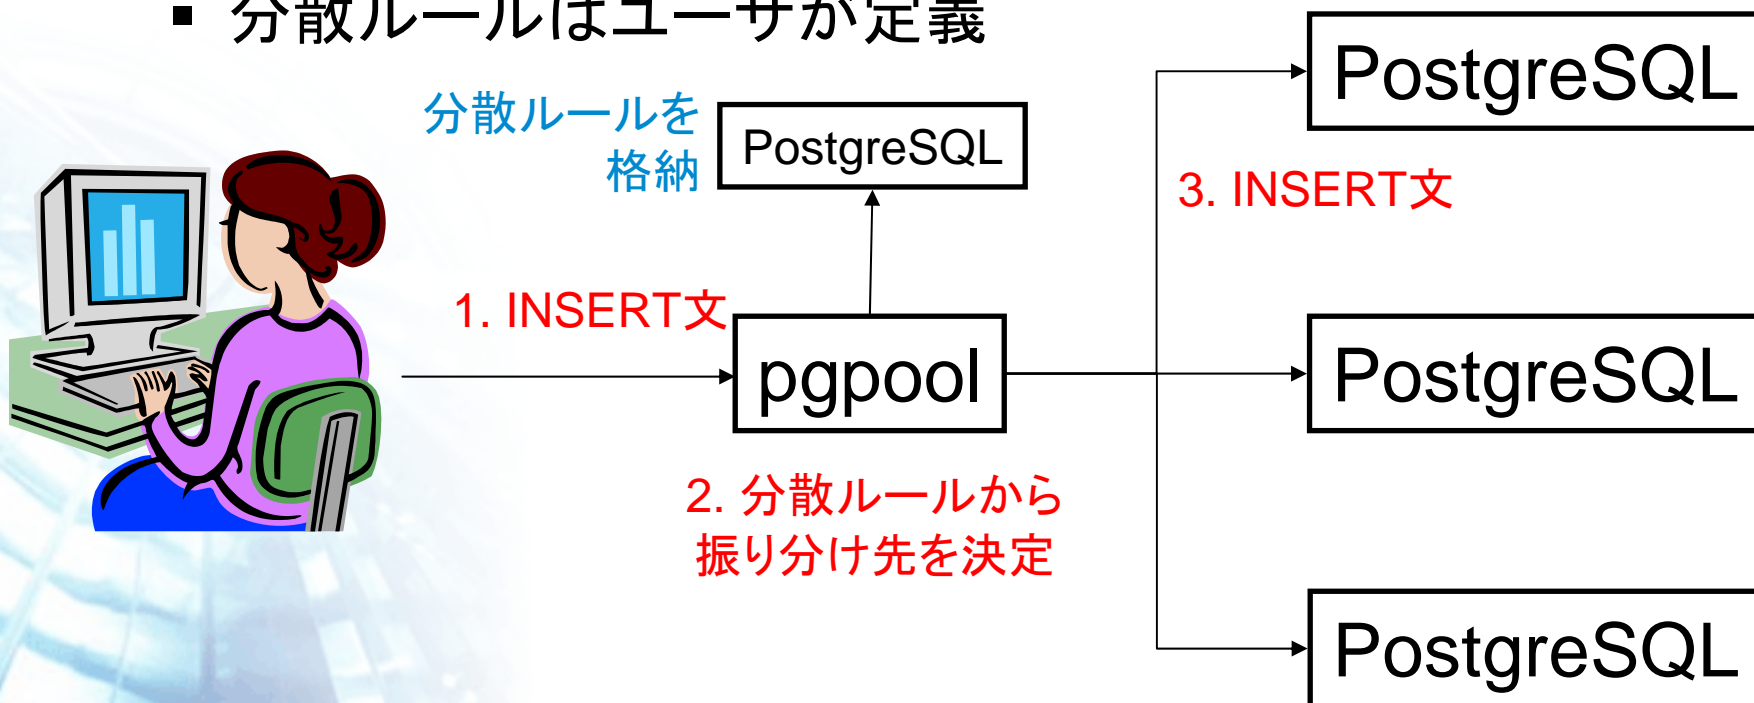 ▪ 分散ルールはユーザが定義
分散ルールを
格納
PostgreSQL
PostgreSQL
3. INSERT文
1. INSERT文
pgpool
PostgreSQL
2. 分散ルールから
振り分け先を決定
PostgreSQL